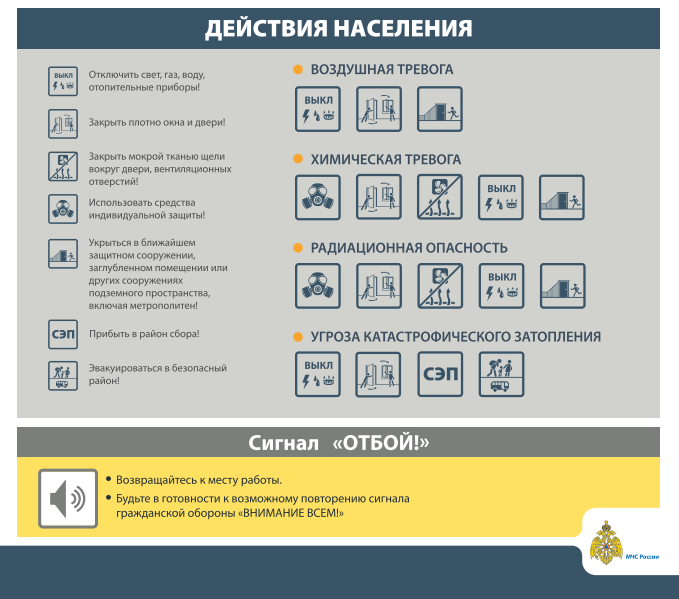 ДЕЙСТВИЯ НАСЕЛЕНИЯ
ВЫКЛ
Отключить свет, газ, воду,
отопительные приборы!
Закрыть плотно окна и двери!
Закрыть мокрой тканью щели
вокруг двери, вентиляционных
отверстий!
Использовать средства
индивидуальной защиты!
Укрыться в ближайшем
защитном сооружении,
заглубленном помещении или
других сооружениях
подземного пространства,
включая метрополитен!
СЭП
Прибыть в район сбора!
Эвакуироваться в безопасный
район!
ВОЗДУШНАЯ ТРЕВОГА
ВЫКЛ
ХИМИЧЕСКАЯ ТРЕВОГА
ВЫКЛ
РАДИАЦИОННАЯ ОПАСНОСТЬ
ВЫКЛ
УГРОЗА КАТАСТРОФИЧЕСКОГО ЗАТОПЛЕНИЯ
ВЫКЛ
СЭП
Сигнал «ОТБОЙ!»
• Возвращайтесь к месту работы.
• Будьте в готовности к возможному повторению сигнала
гражданской обороны «ВНИМАНИЕ ВСЕМ!»
МЧС России